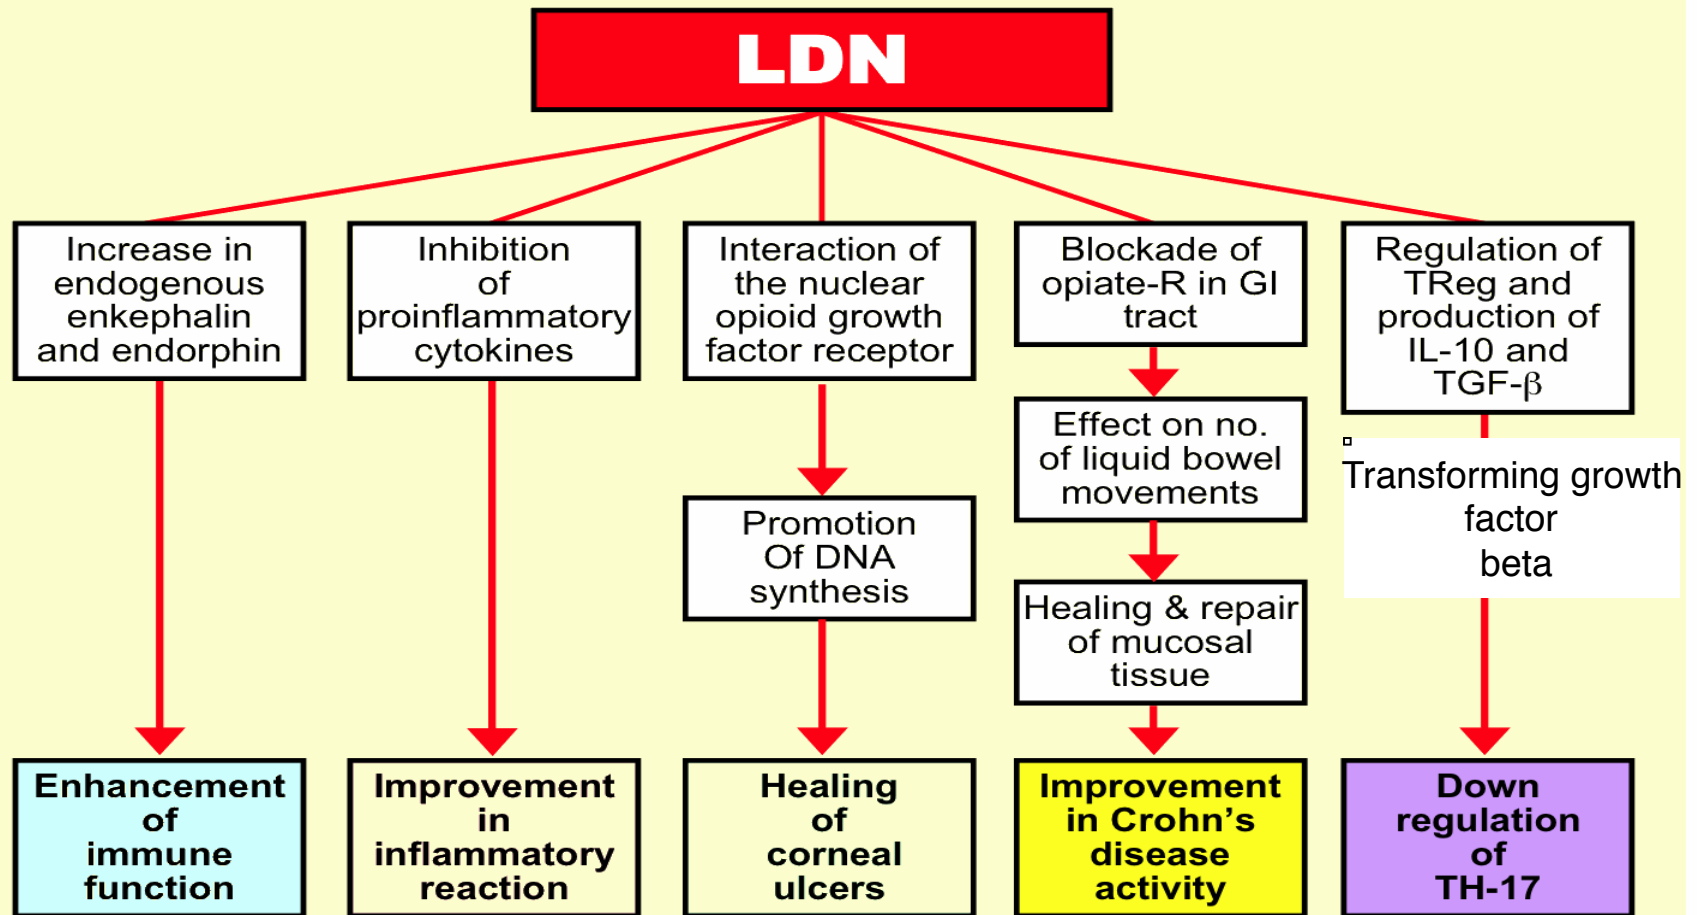 LDN
Increase in
endogenous
enkephalin
and endorphin
Inhibition
of
proinflammatory
cytokines
Interaction of
the nuclear
opioid growth
factor receptor
Blockade of
opiate-R in GI
tract
Regulation of
TReg and
production of
IL-10 and
TGF-β
Effect on no.
of liquid bowel
movements
Transforming growth
factor
beta
Promotion
Of DNA
synthesis
Healing & repair
of mucosal
tissue
Enhancement
of
immune
function
Improvement
in
inflammatory
reaction
Healing
of
corneal
ulcers
Improvement
in Crohn’s
disease
activity
Down
regulation
of
TH-17